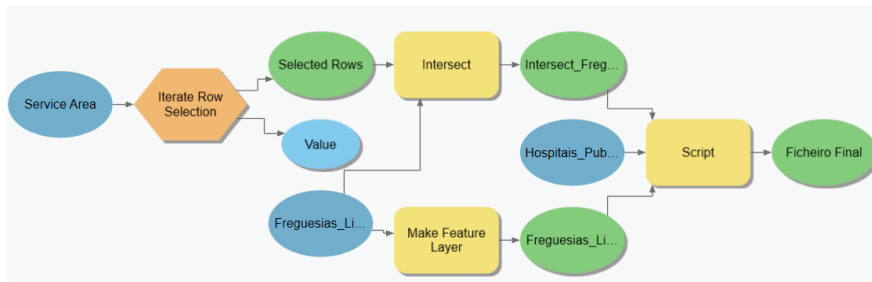 Service Area
Iterate Row
Selection
Selected Rows
Value
Freguesias_Li...
Intersect
Make Feature
Layer
Intersect_Freg...
Hospitais_Pub...
Freguesias_Li...
Script
Ficheiro Final